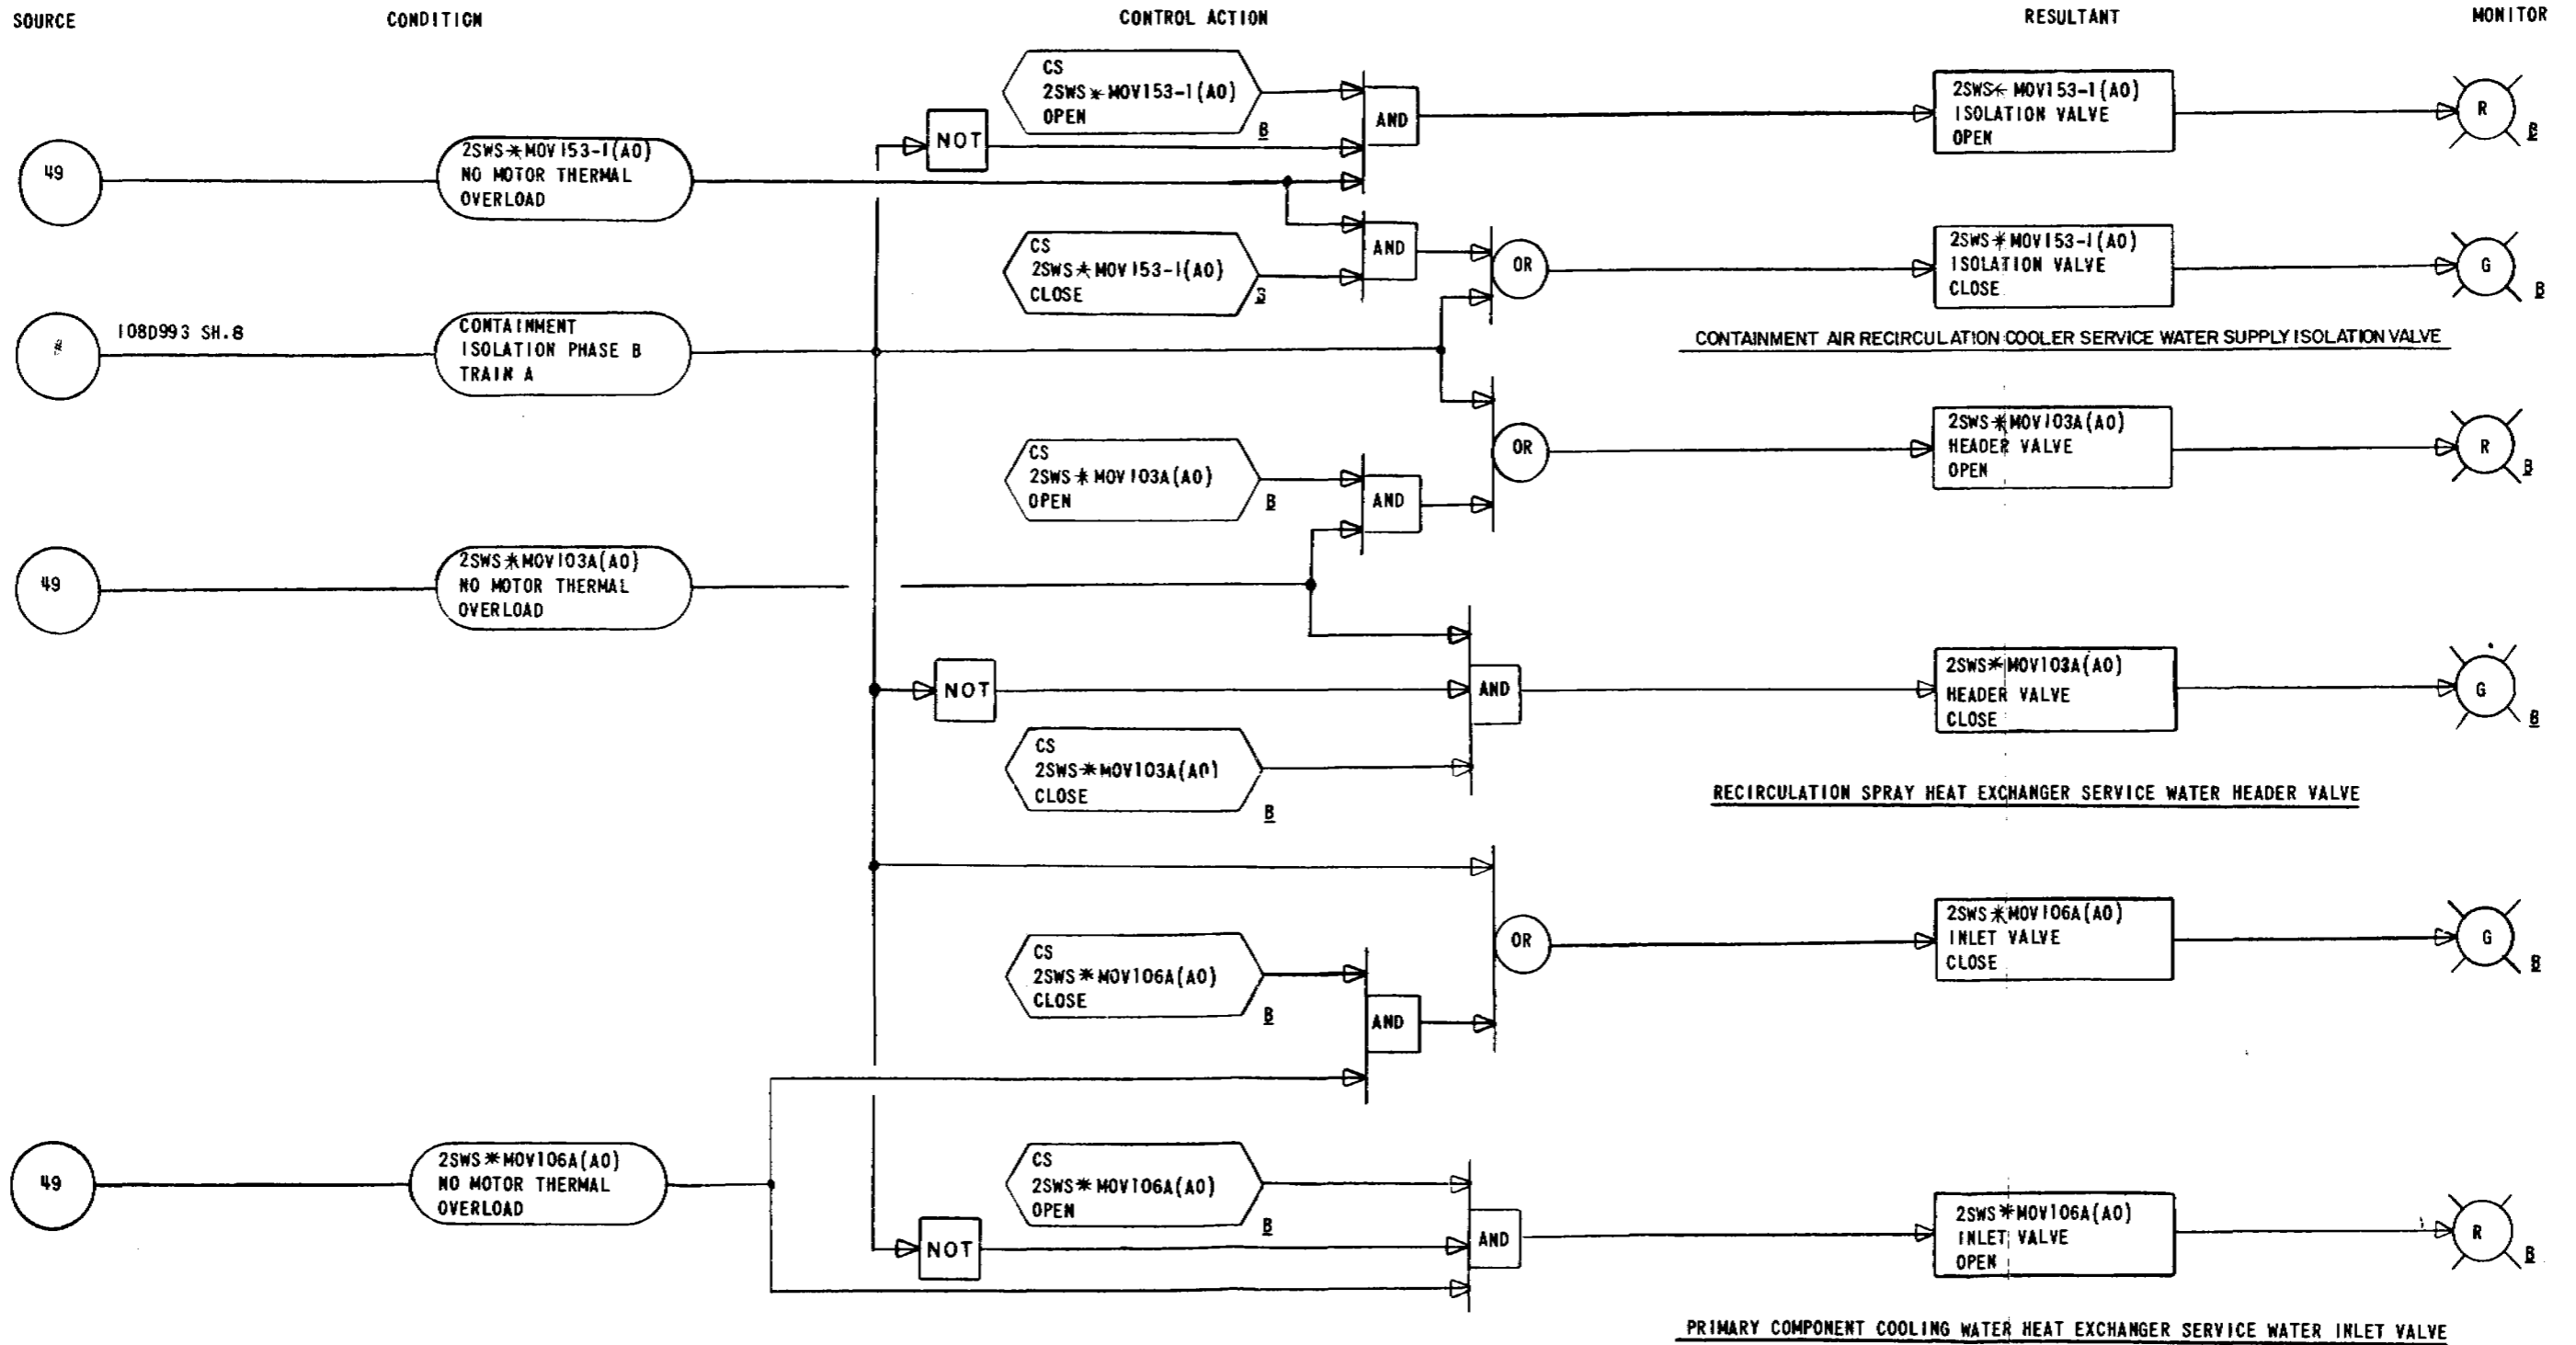 SOURCE CONDITION CONTROL ACTION RESULTANT MONITOR
CS
2SWS*MOV153-1(AO)
OPEN
B
NOT
AND
2SWS*MOV153-1(AO)
ISOLATION VALVE
OPEN
R
B
49
2SWS*MOV153-1(AO)
NO MOTOR THERMAL
OVERLOAD
CS
2SWS*MOV153-1(AO)
CLOSE
B
AND
OR
2SWS*MOV153-1(AO)
ISOLATION VALVE
CLOSE
G
B
#
108D993 SH.8
CONTAINMENT
ISOLATION PHASE B
TRAIN A
CONTAINMENT AIR RECIRCULATION COOLER SERVICE WATER SUPPLY ISOLATION VALVE
CS
2SWS*MOV103A(AO)
OPEN
B
AND
OR
2SWS*MOV103A(AO)
HEADER VALVE
OPEN
R
B
49
2SWS*MOV103A(AO)
NO MOTOR THERMAL
OVERLOAD
NOT
AND
2SWS*MOV103A(AO)
HEADER VALVE
CLOSE
G
B
CS
2SWS*MOV103A(AO)
CLOSE
B
RECIRCULATION SPRAY HEAT EXCHANGER SERVICE WATER HEADER VALVE
CS
2SWS*MOV106A(AO)
CLOSE
B
AND
OR
2SWS*MOV106A(AO)
INLET VALVE
CLOSE
G
B
49
2SWS*MOV106A(AO)
NO MOTOR THERMAL
OVERLOAD
CS
2SWS*MOV106A(AO)
OPEN
B
NOT
AND
2SWS*MOV106A(AO)
INLET VALVE
OPEN
R
B
PRIMARY COMPONENT COOLING WATER HEAT EXCHANGER SERVICE WATER INLET VALVE